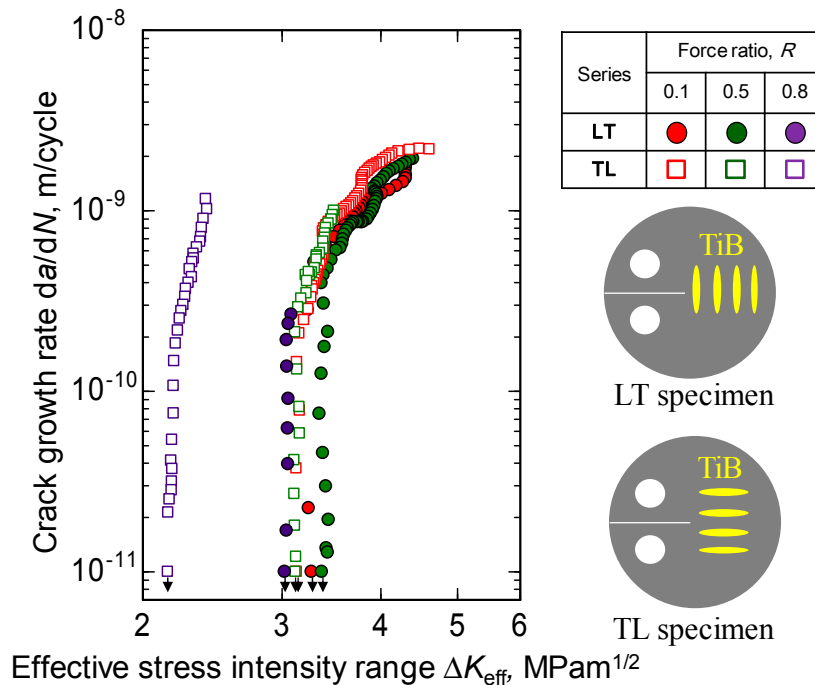 10⁻⁸
10⁻⁹
10⁻¹⁰
10⁻¹¹
Crack growth rate da/dN, m/cycle
2 3 4 5 6
Effective stress intensity range ΔK_eff, MPam^1/2
Series Force ratio, R
0.1 0.5 0.8
LT
TL
TiB
LT specimen
TiB
TL specimen